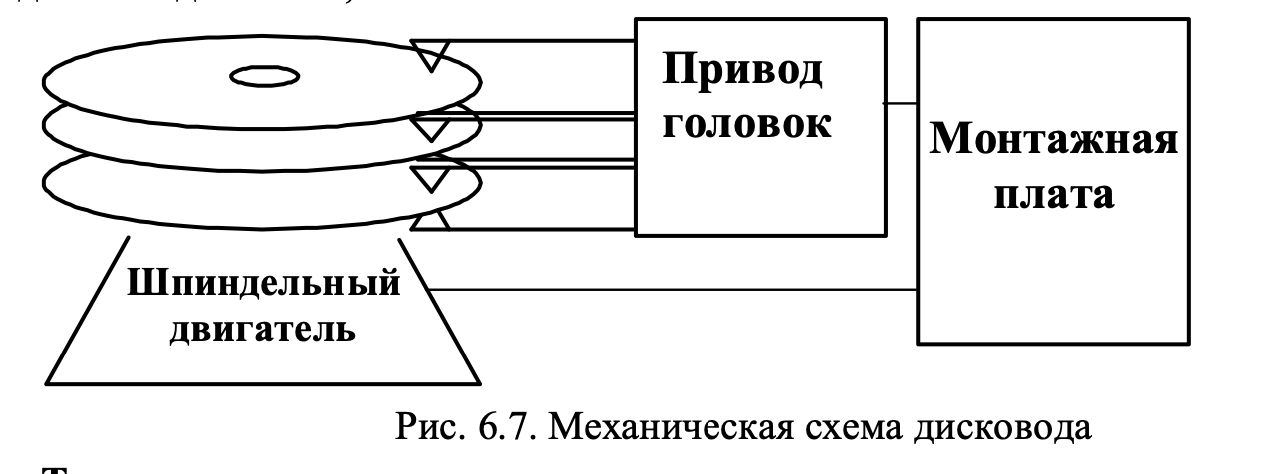 Привод
головок
Монтажная
плата
Шпиндельный
двигатель
Рис. 6.7. Механическая схема дисковода